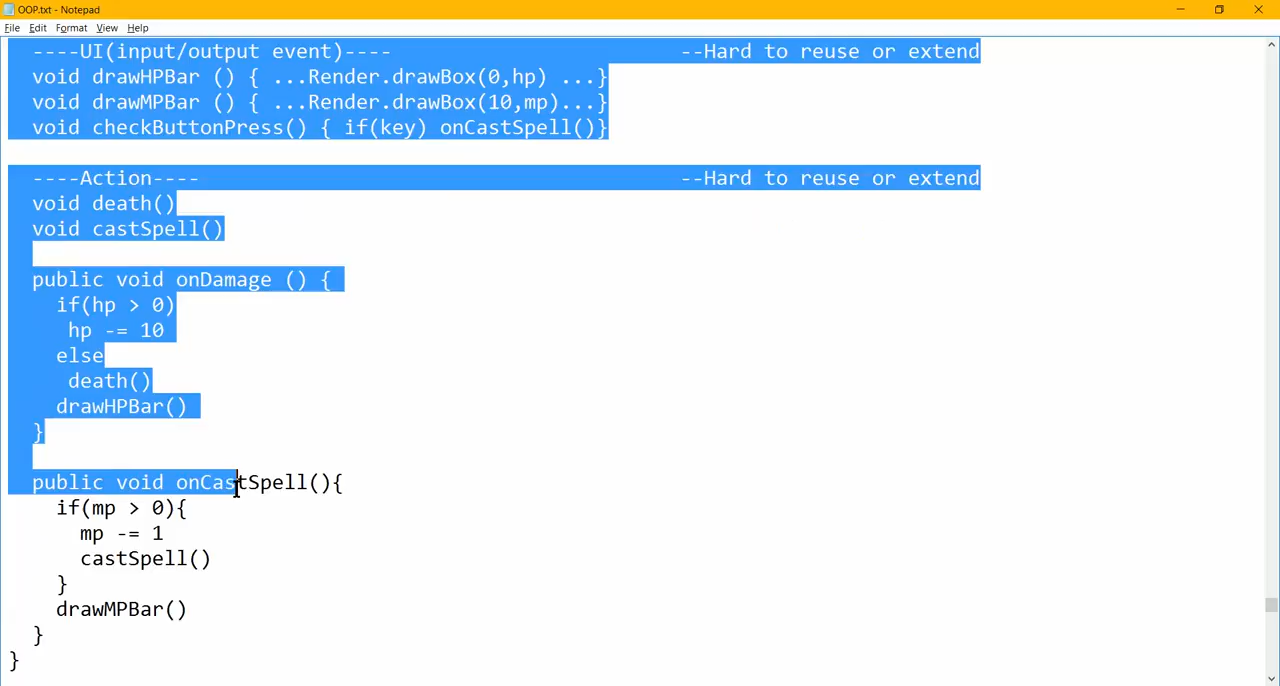 OOP.txt - Notepad
File Edit Format View Help
----UI(input/output event)---- --Hard to reuse or extend
void drawHPBar () { ...Render.drawBox(0,hp) ...}
void drawMPBar () { ...Render.drawBox(10,mp)...}
void checkButtonPress() { if(key) onCastSpell()}
----Action---- --Hard to reuse or extend
void death()
void castSpell()
public void onDamage () {
if(hp > 0)
hp -= 10
else
death()
drawHPBar()
}
public void onCastSpell(){
if(mp > 0){
mp -= 1
castSpell()
}
drawMPBar()
}
}